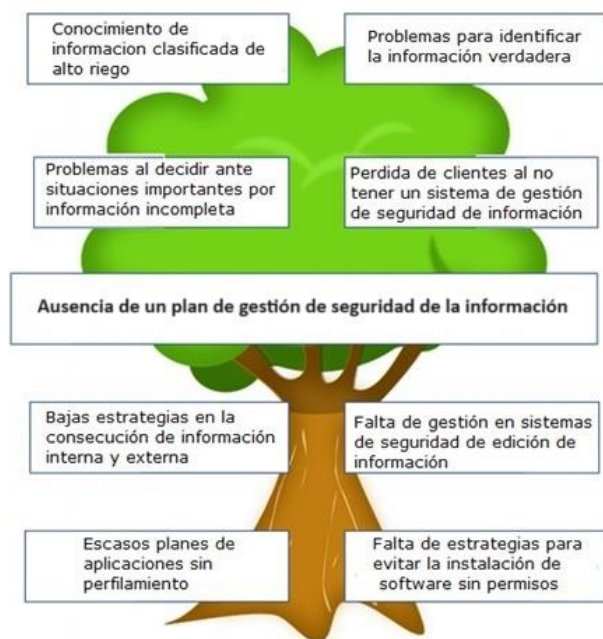 Conocimiento de
informacion clasificada de
alto riego
Problemas para identificar
la información verdadera
Problemas al decidir ante
situaciones importantes por
información incompleta
Perdida de clientes al no
tener un sistema de gestión
de seguridad de información
Ausencia de un plan de gestión de seguridad de la información
Bajas estrategias en la
consecución de información
interna y externa
Falta de gestión en sistemas
de seguridad de edición de
información
Escasos planes de
aplicaciones sin
perfilamiento
Falta de estrategias para
evitar la instalación de
software sin permisos